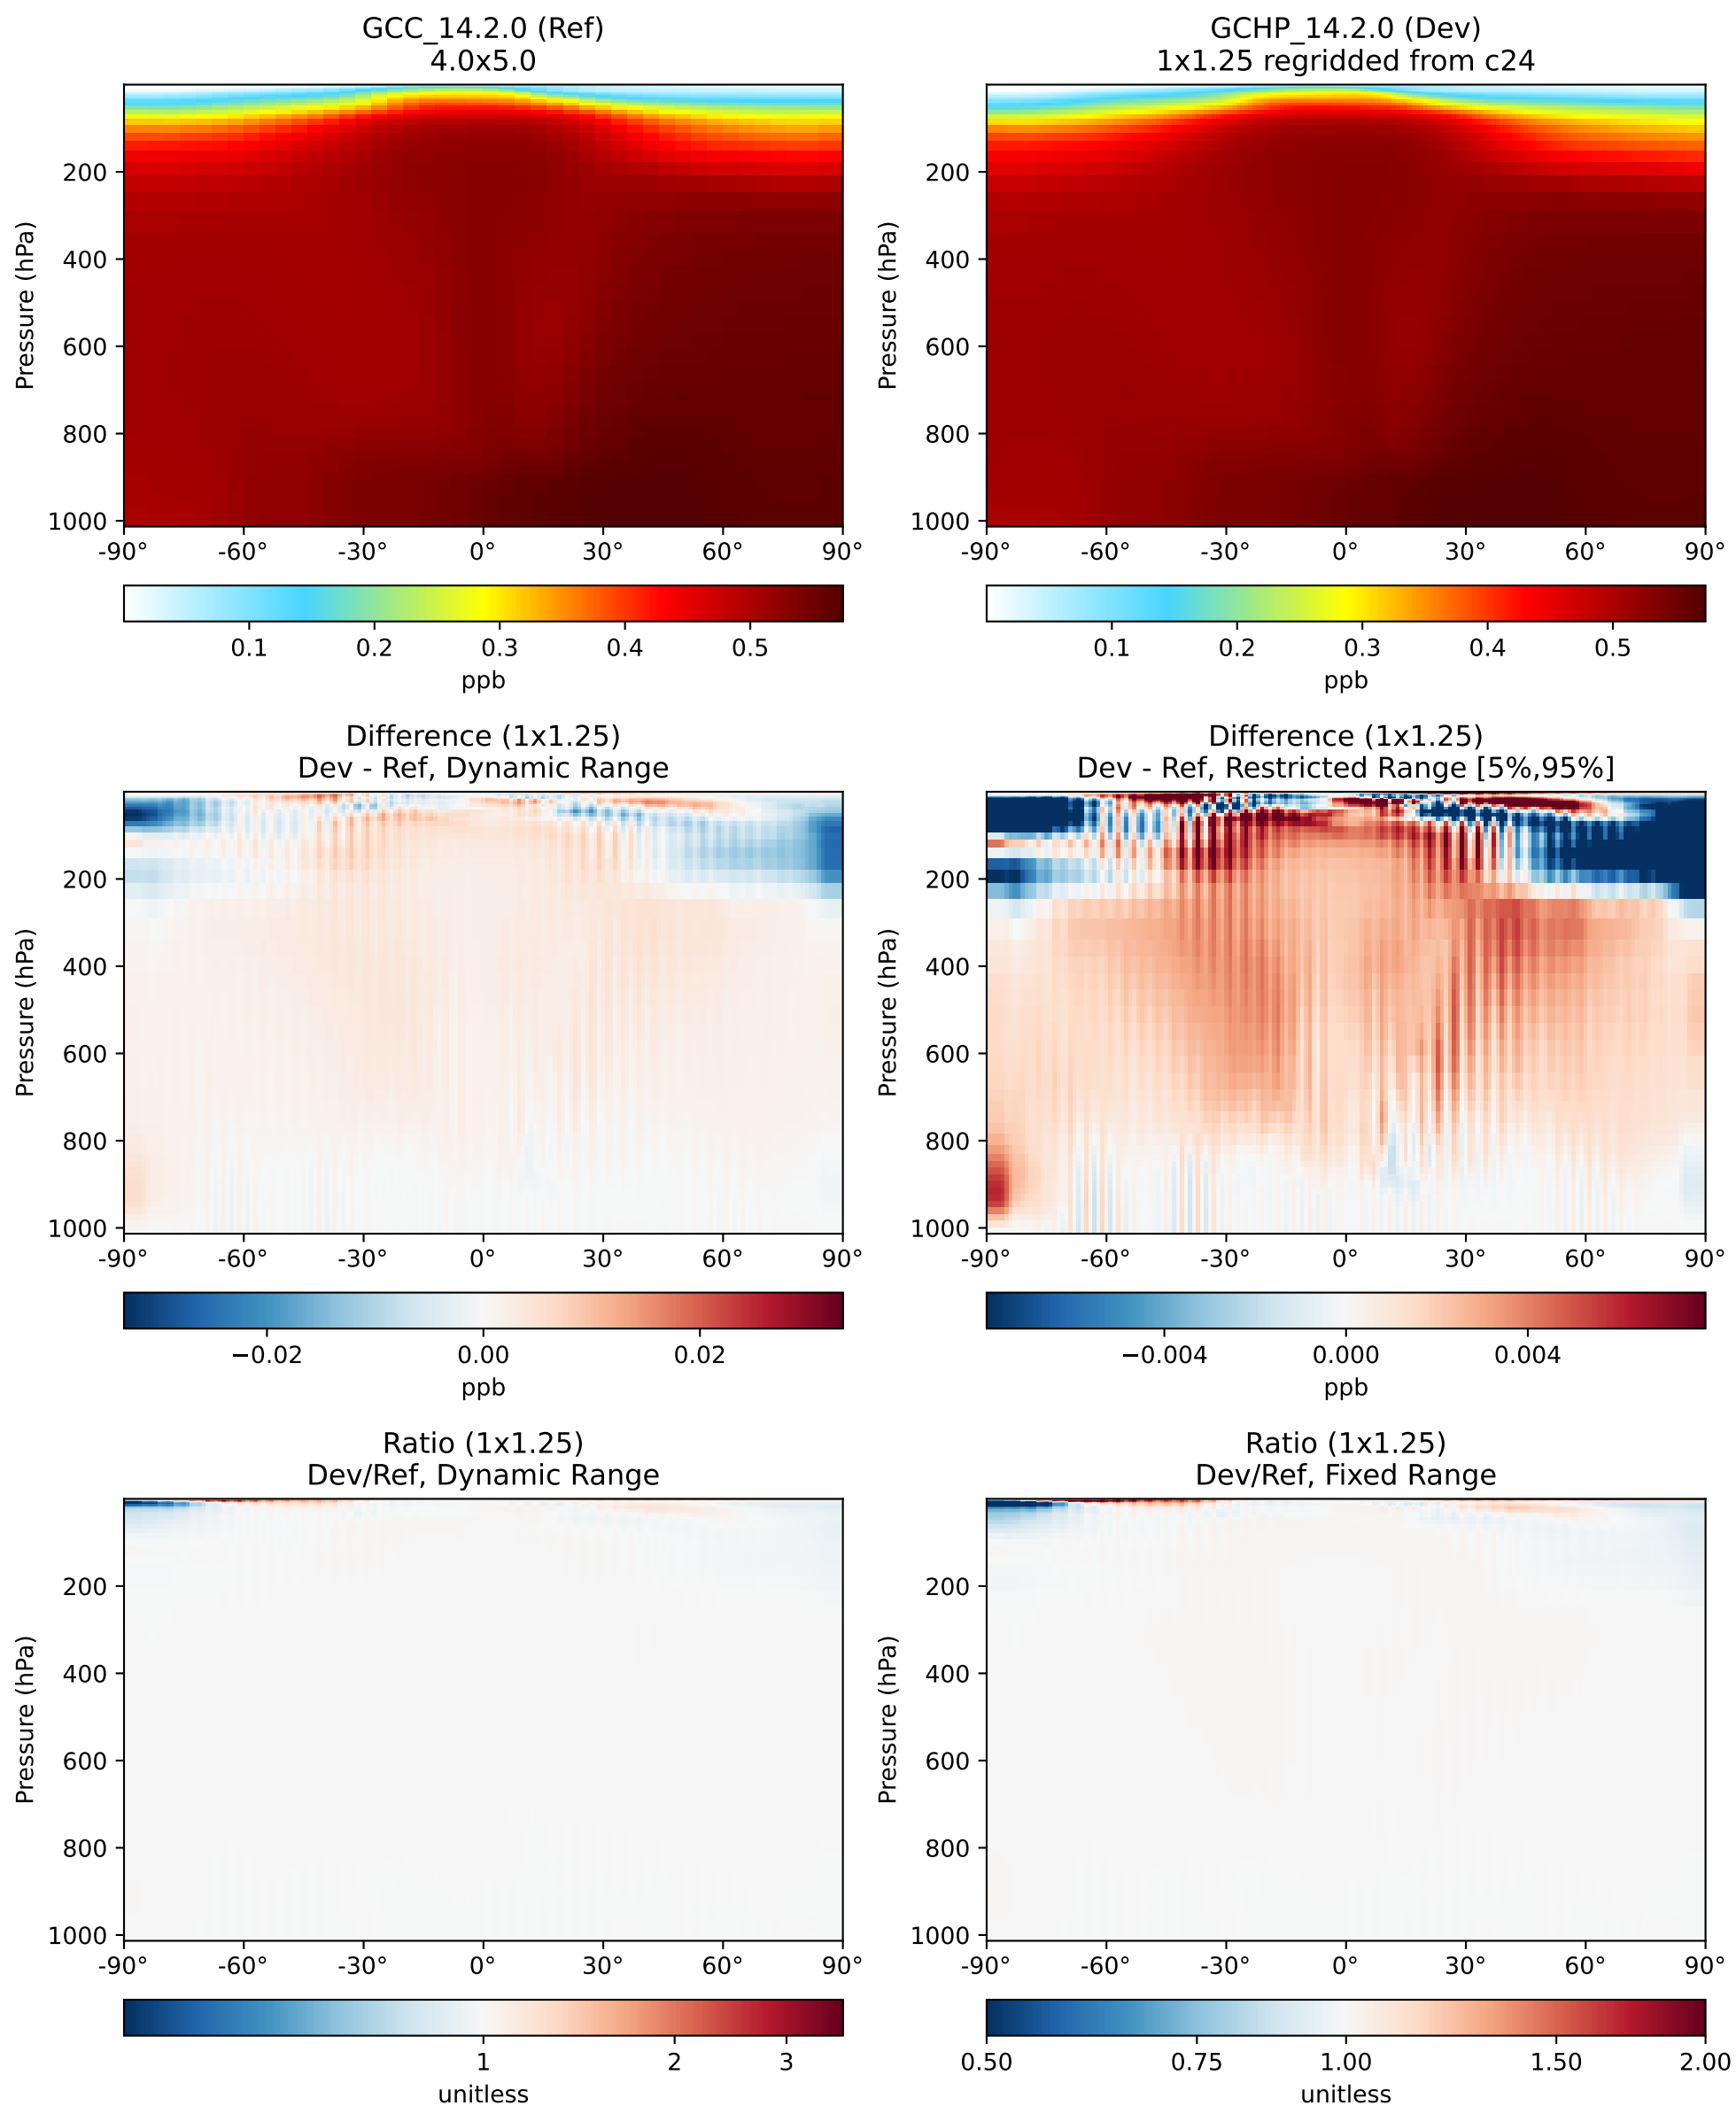 GCC_14.2.0 (Ref)
4.0x5.0
Pressure (hPa)
200
400
600
800
1000
-90° -60° -30° 0° 30° 60° 90°
0.1 0.2 0.3 0.4 0.5
ppb
GCHP_14.2.0 (Dev)
1x1.25 regridded from c24
Pressure (hPa)
200
400
600
800
1000
-90° -60° -30° 0° 30° 60° 90°
0.1 0.2 0.3 0.4 0.5
ppb
Difference (1x1.25)
Dev - Ref, Dynamic Range
Pressure (hPa)
200
400
600
800
1000
-90° -60° -30° 0° 30° 60° 90°
−0.02 0.00 0.02
ppb
Difference (1x1.25)
Dev - Ref, Restricted Range [5%,95%]
Pressure (hPa)
200
400
600
800
1000
-90° -60° -30° 0° 30° 60° 90°
−0.004 0.000 0.004
ppb
Ratio (1x1.25)
Dev/Ref, Dynamic Range
Pressure (hPa)
200
400
600
800
1000
-90° -60° -30° 0° 30° 60° 90°
1 2 3
unitless
Ratio (1x1.25)
Dev/Ref, Fixed Range
Pressure (hPa)
200
400
600
800
1000
-90° -60° -30° 0° 30° 60° 90°
0.50 0.75 1.00 1.50 2.00
unitless